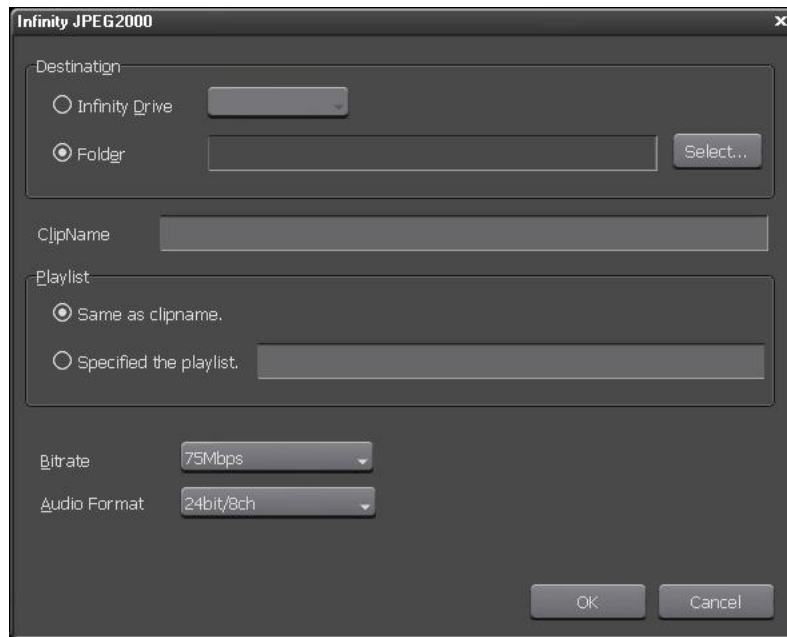 Infinity JPEG2000
Destination
Infinity Drive
Folder
Select...
ClipName
Playlist
Same as clipname.
Specified the playlist.
Bitrate
75Mbps
Audio Format
24bit/8ch
OK
Cancel